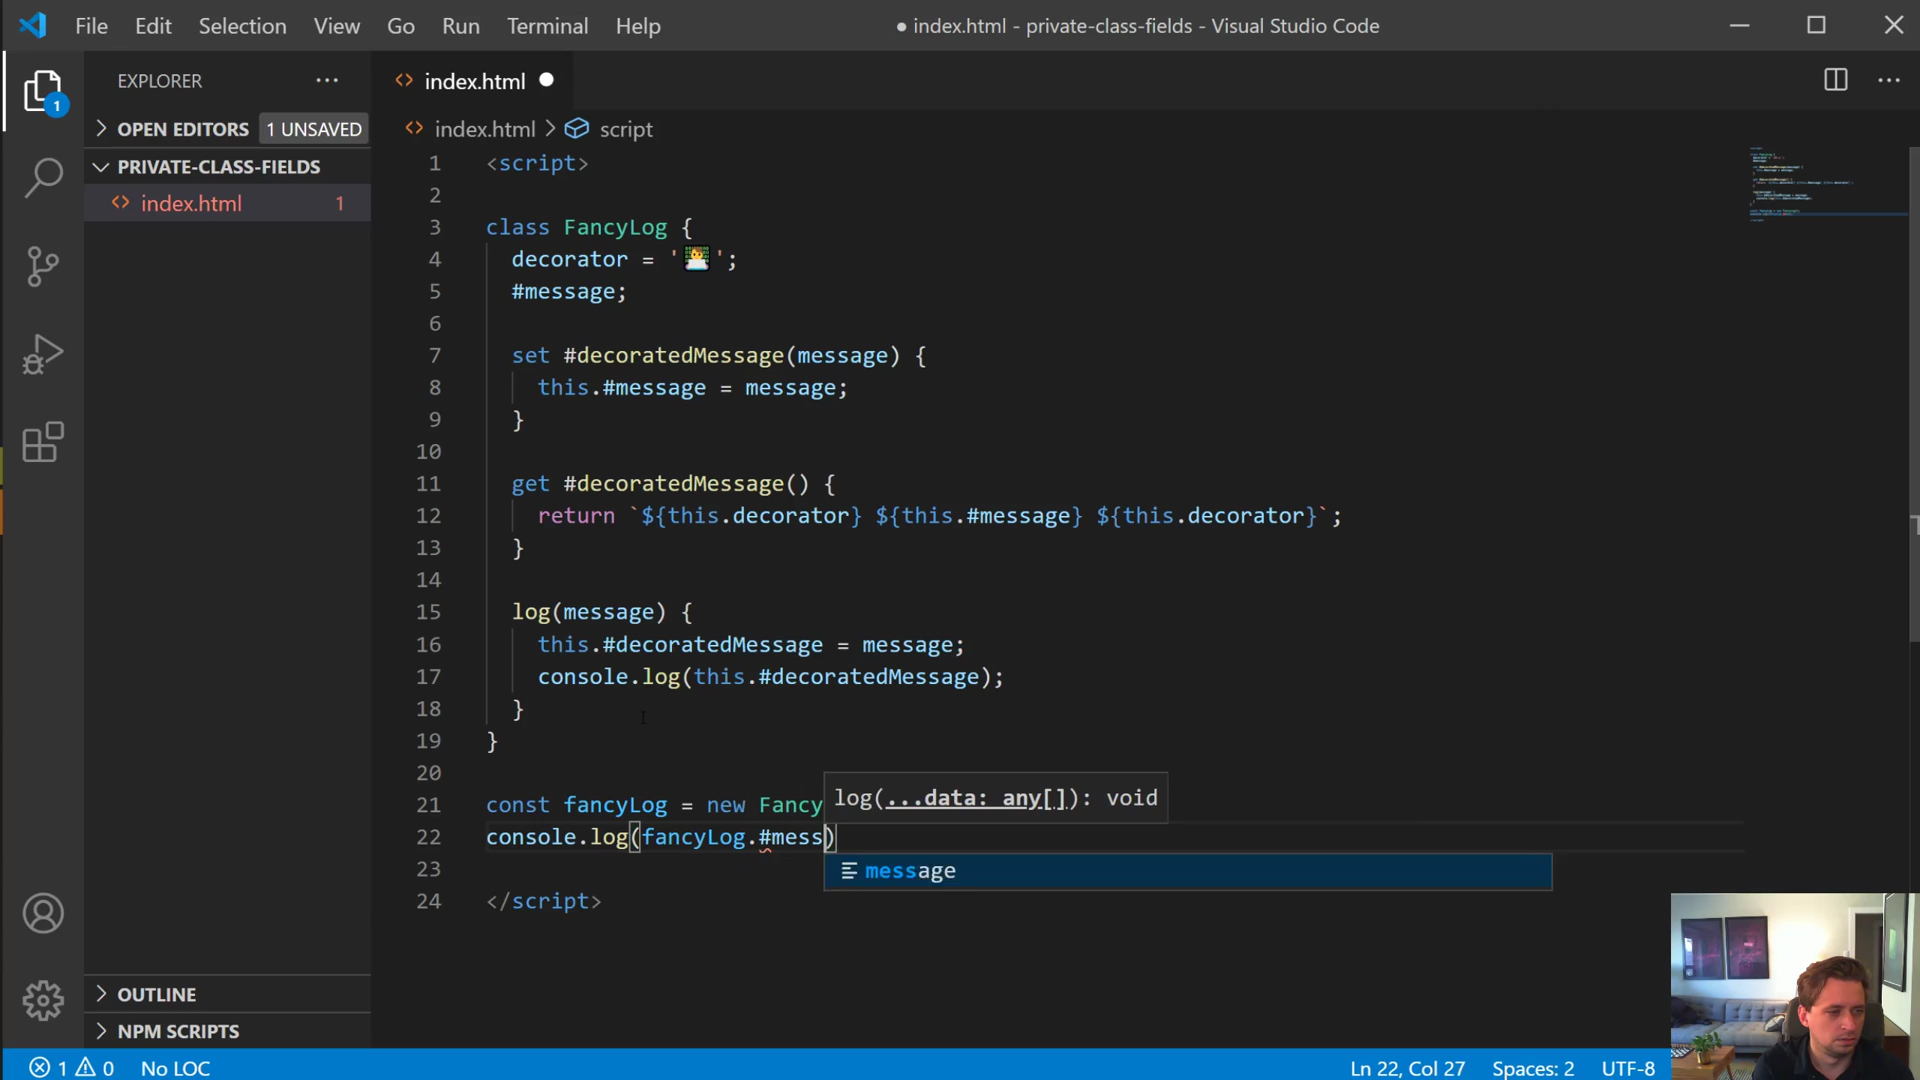 File Edit Selection View Go Run Terminal Help
● index.html - private-class-fields - Visual Studio Code
EXPLORER
OPEN EDITORS 1 UNSAVED
PRIVATE-CLASS-FIELDS
index.html 1
OUTLINE
NPM SCRIPTS
1
index.html
index.html > script
1 <script>
2
3 class FancyLog {
4 decorator = '👨‍💻';
5 #message;
6
7 set #decoratedMessage(message) {
8 this.#message = message;
9 }
10
11 get #decoratedMessage() {
12 return `${this.decorator} ${this.#message} ${this.decorator}`;
13 }
14
15 log(message) {
16 this.#decoratedMessage = message;
17 console.log(this.#decoratedMessage);
18 }
19 }
20
21 const fancyLog = new Fancy
log(...data: any[]): void
22 console.log(fancyLog.#mess)
message
23
24 </script>
1 0 No LOC
Ln 22, Col 27 Spaces: 2 UTF-8